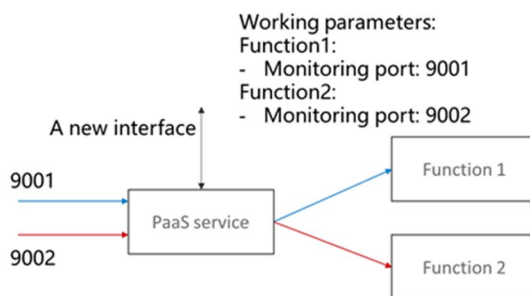 Working parameters:
Function1:
- Monitoring port: 9001
Function2:
- Monitoring port: 9002
A new interface
9001
PaaS service
9002
Function 1
Function 2